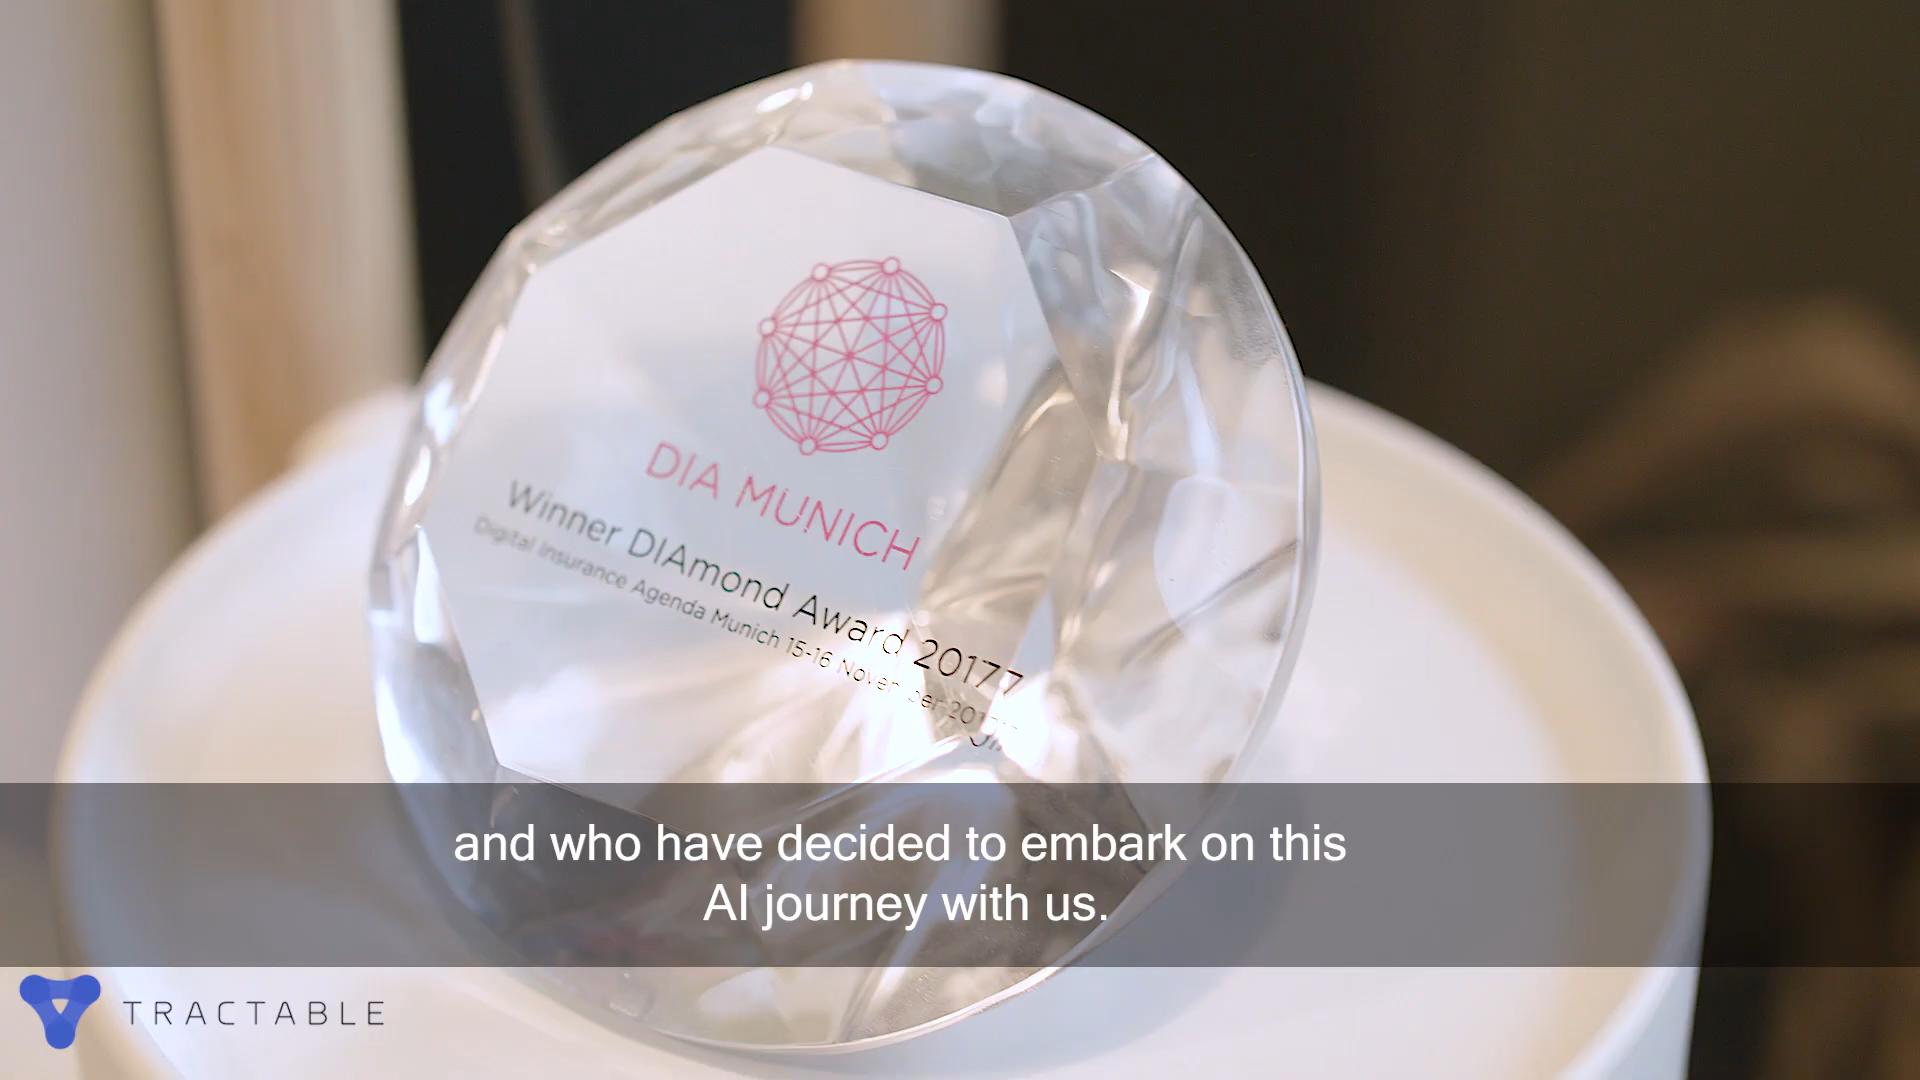 DIA MUNICH
Winner DIAmond Award 2017
Digital Insurance Agenda Munich 15-16 November 2017
and who have decided to embark on this
AI journey with us.
TRACTABLE